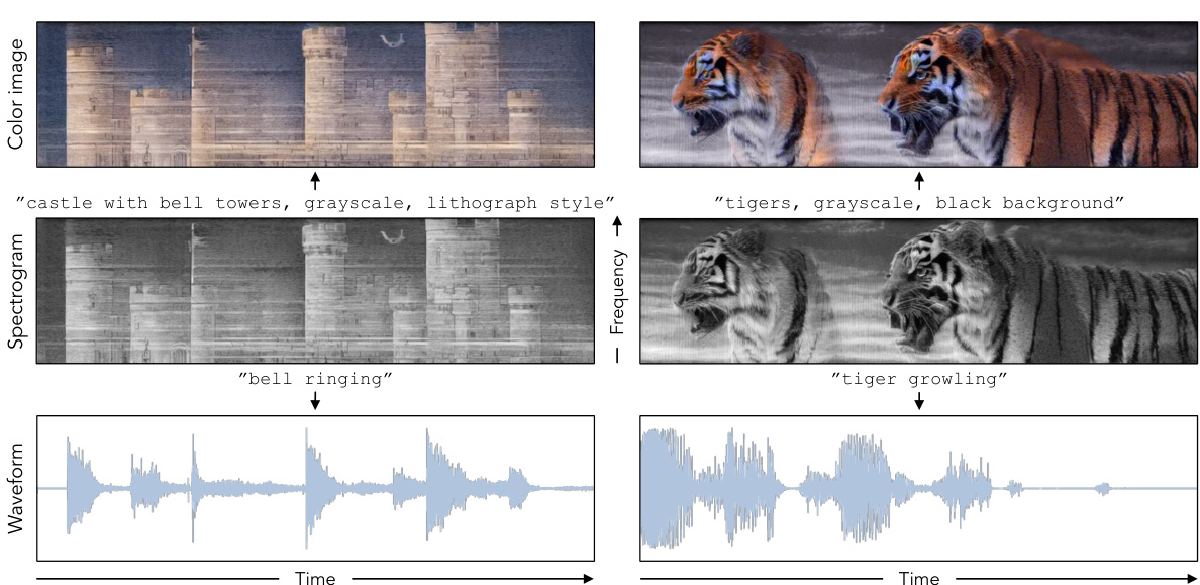 Color image
”castle with bell towers, grayscale, lithograph style”
”tigers, grayscale, black background”
Spectrogram
Frequency
”bell ringing”
”tiger growling”
Waveform
Time
Time